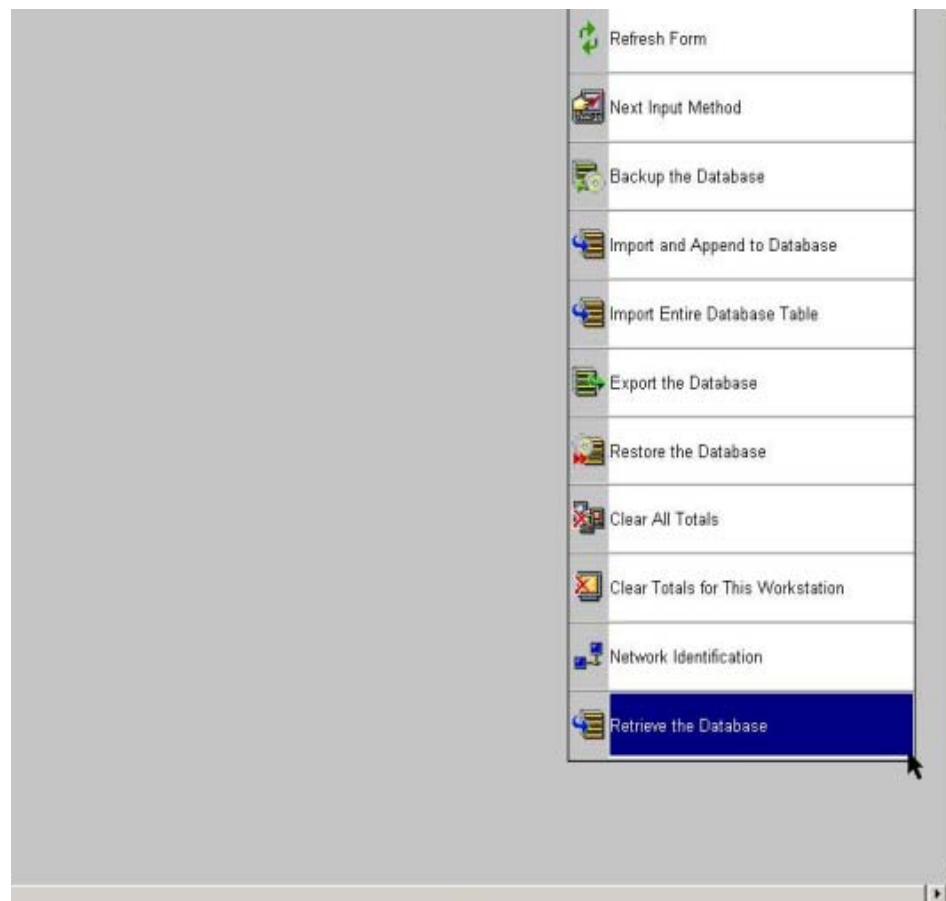 Refresh Form
Next Input Method
Backup the Database
Import and Append to Database
Import Entire Database Table
Export the Database
Restore the Database
Clear All Totals
Clear Totals for This Workstation
Network Identification
Retrieve the Database